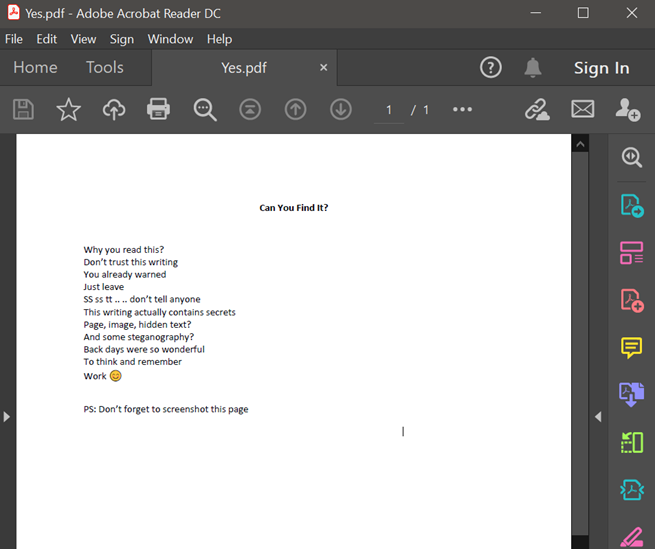 Yes.pdf - Adobe Acrobat Reader DC
File Edit View Sign Window Help
Home Tools Yes.pdf × ? Sign In
1 / 1 •••
Can You Find It?
Why you read this?
Don't trust this writing
You already warned
Just leave
SS ss tt .. .. don't tell anyone
This writing actually contains secrets
Page, image, hidden text?
And some steganography?
Back days were so wonderful
To think and remember
Work 😊
PS: Don't forget to screenshot this page